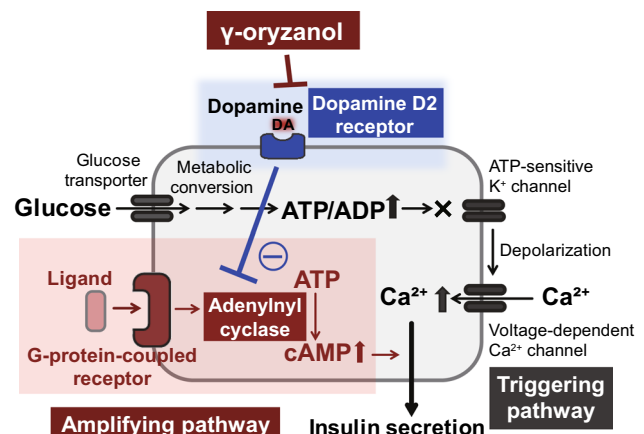 γ-oryzanol
Dopamine
DA
Dopamine D2
receptor
Glucose
transporter
Metabolic
conversion
ATP-sensitive
K⁺ channel
Glucose
ATP/ADP
×
Depolarization
Ligand
ATP
Ca²⁺
Ca²⁺
Adenylnyl
cyclase
G-protein-coupled
receptor
cAMP
Voltage-dependent
Ca²⁺ channel
Triggering
pathway
Amplifying pathway
Insulin secretion